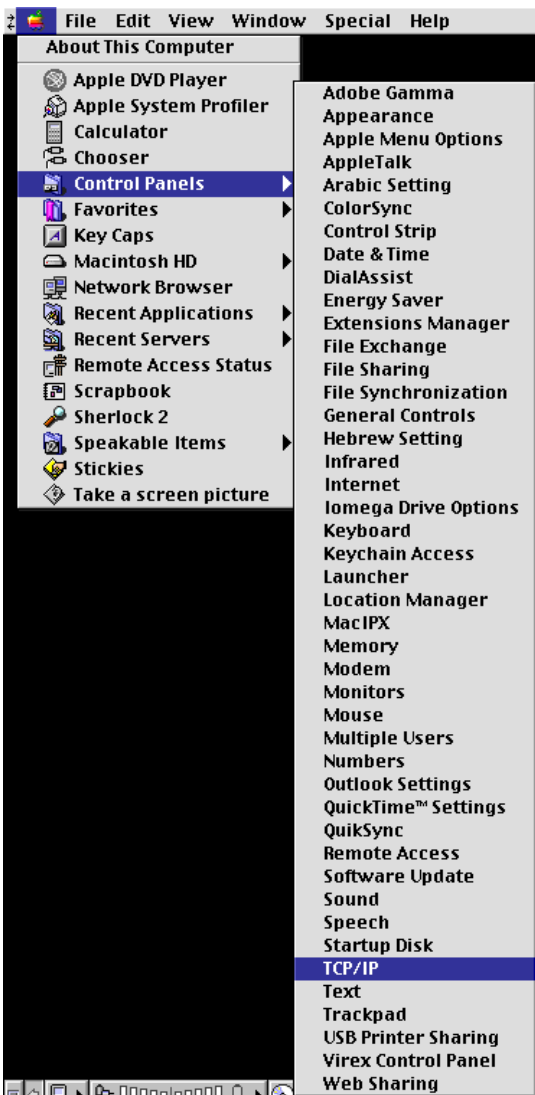 File Edit View Window Special Help
About This Computer
Apple DVD Player
Apple System Profiler
Calculator
Chooser
Control Panels
Favorites
Key Caps
Macintosh HD
Network Browser
Recent Applications
Recent Servers
Remote Access Status
Scrapbook
Sherlock 2
Speakable Items
Stickies
Take a screen picture
Adobe Gamma
Appearance
Apple Menu Options
AppleTalk
Arabic Setting
ColorSync
Control Strip
Date & Time
DialAssist
Energy Saver
Extensions Manager
File Exchange
File Sharing
File Synchronization
General Controls
Hebrew Setting
Infrared
Internet
Iomega Drive Options
Keyboard
Keychain Access
Launcher
Location Manager
MacIPX
Memory
Modem
Monitors
Mouse
Multiple Users
Numbers
Outlook Settings
QuickTime™ Settings
QuikSync
Remote Access
Software Update
Sound
Speech
Startup Disk
TCP/IP
Text
Trackpad
USB Printer Sharing
Virex Control Panel
Web Sharing